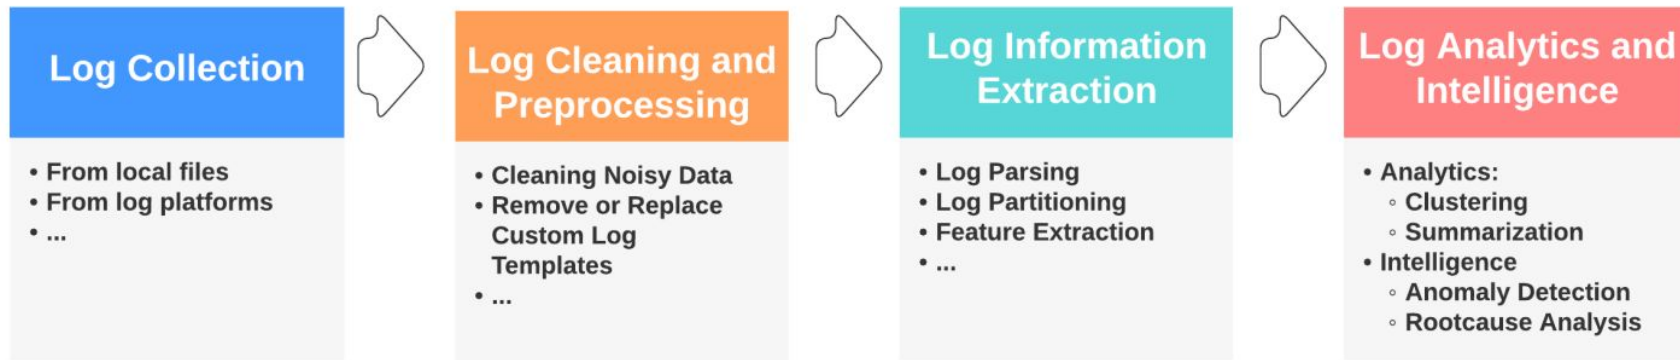 Log Collection
• From local files
• From log platforms
• ...
Log Cleaning and
Preprocessing
• Cleaning Noisy Data
• Remove or Replace
Custom Log
Templates
• ...
Log Information
Extraction
• Log Parsing
• Log Partitioning
• Feature Extraction
• ...
Log Analytics and
Intelligence
• Analytics:
◦ Clustering
◦ Summarization
• Intelligence
◦ Anomaly Detection
◦ Rootcause Analysis